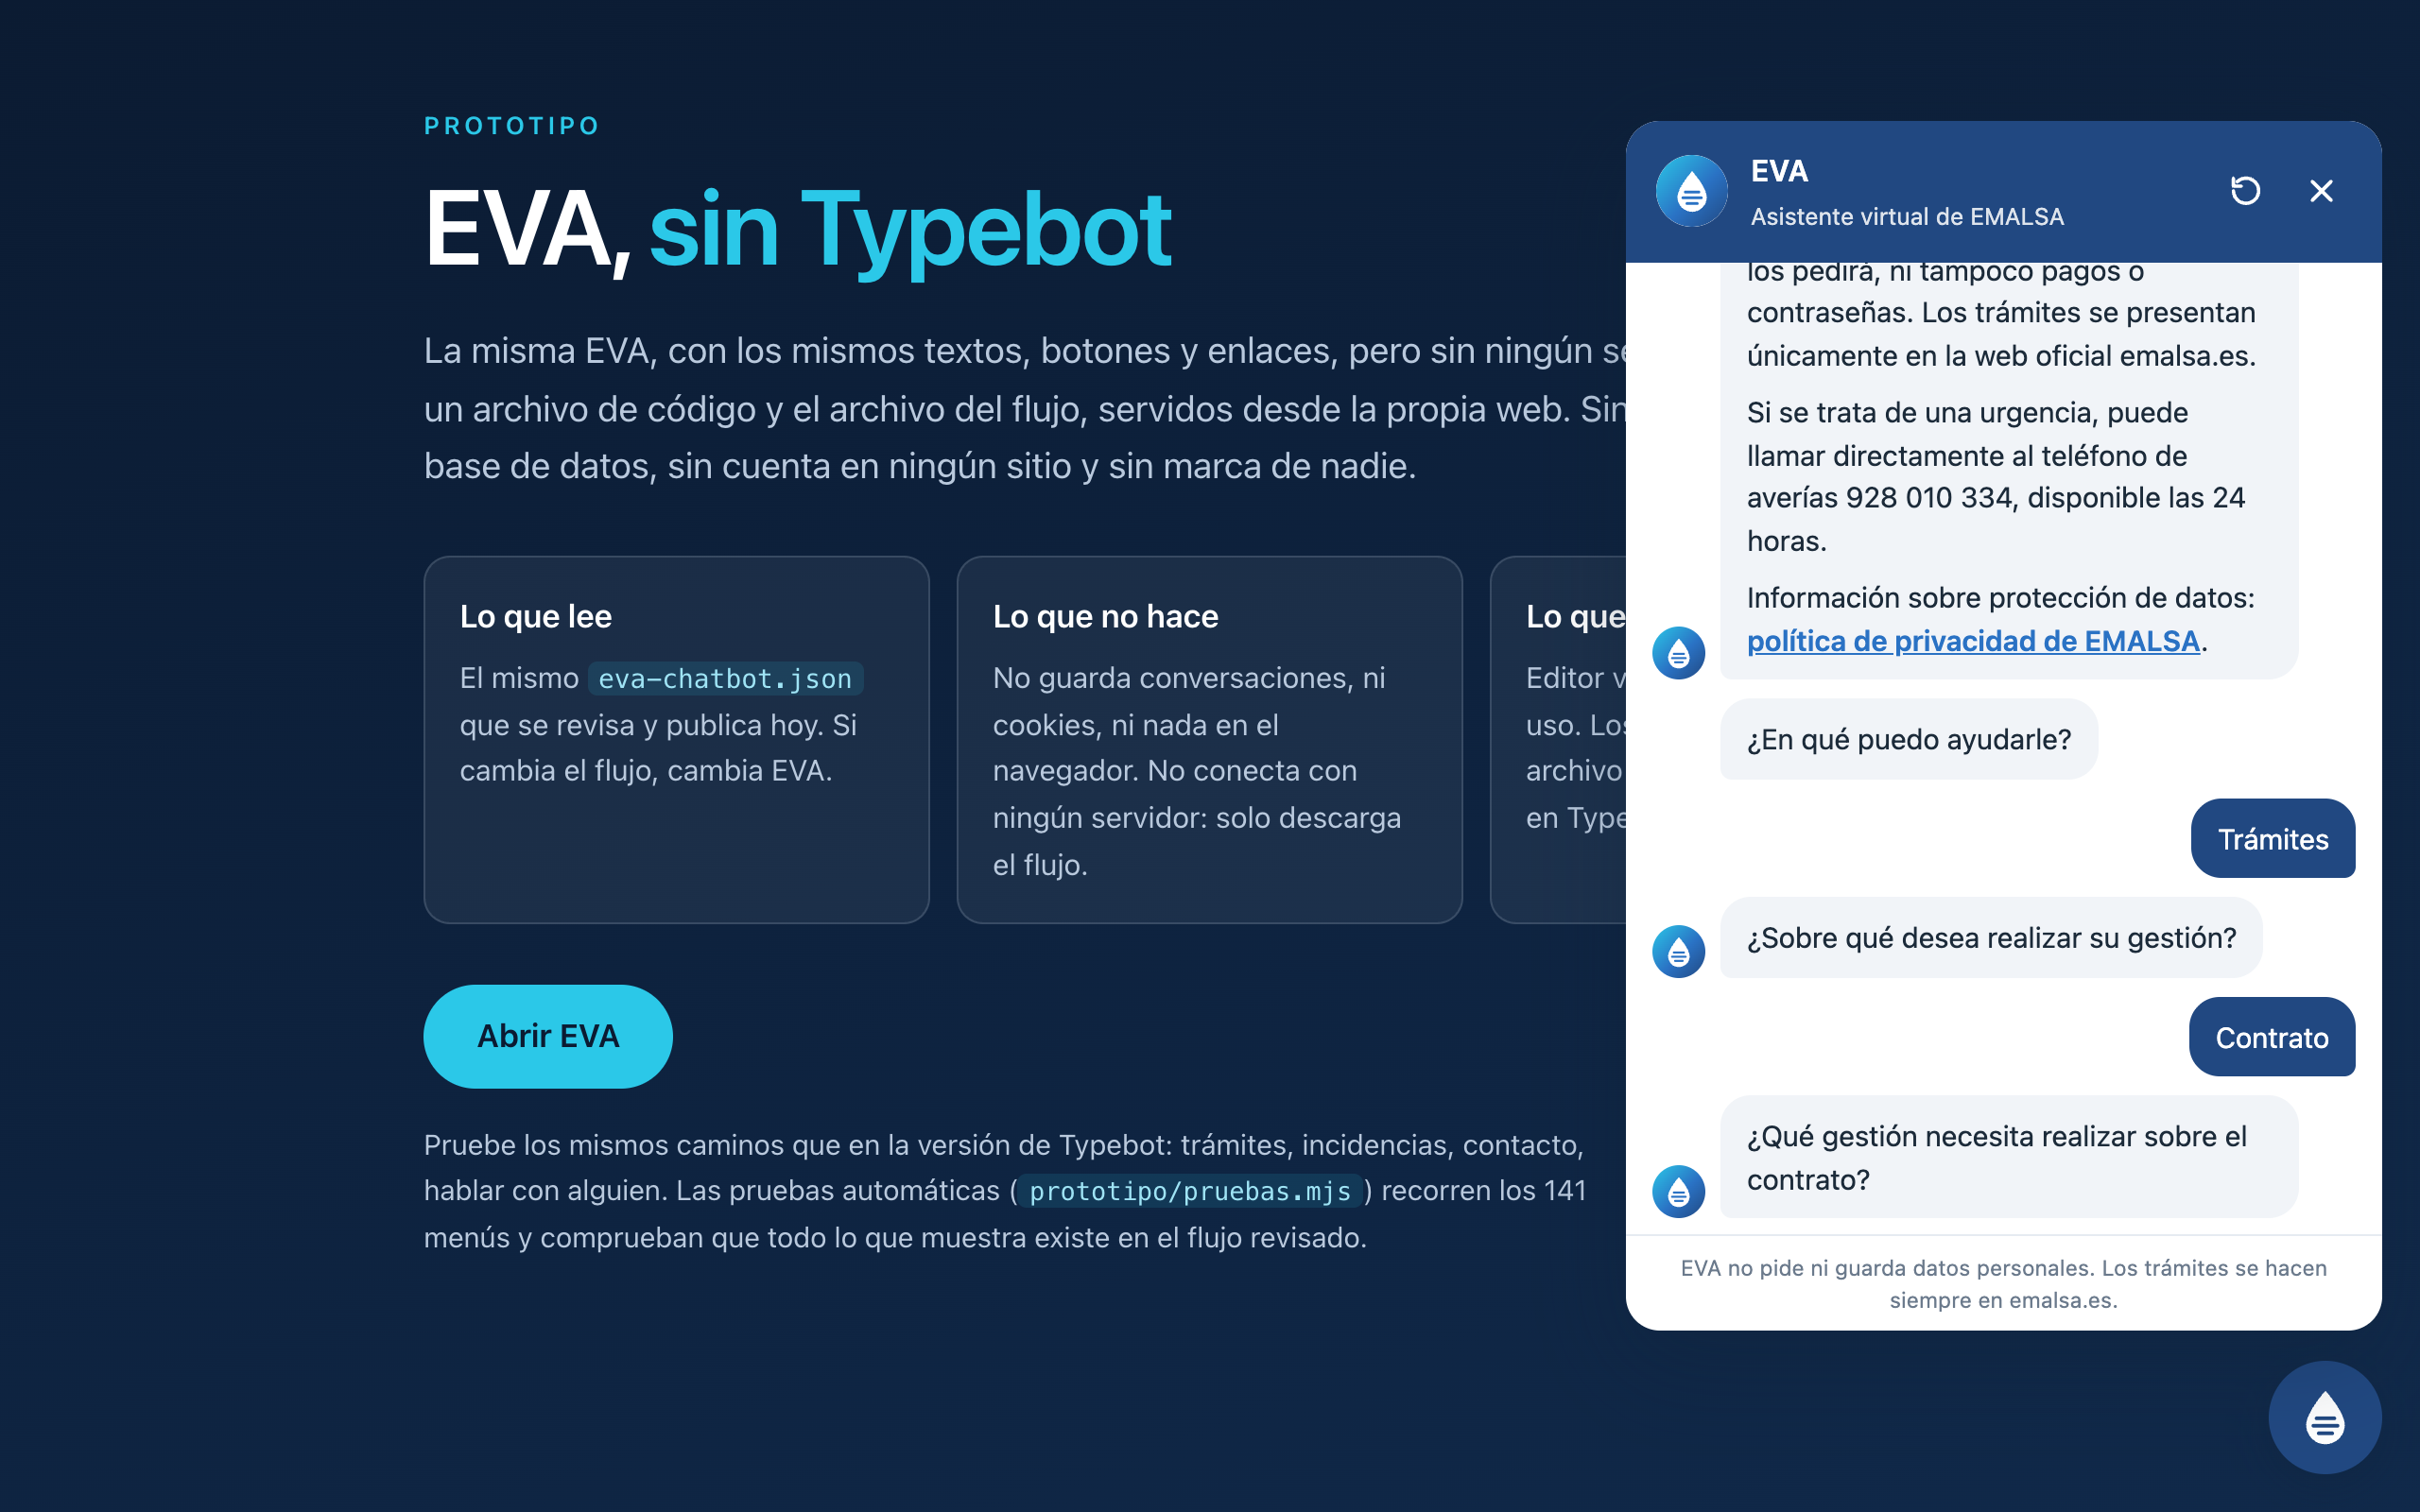 PROTOTIPO
EVA, sin Typebot
La misma EVA, con los mismos textos, botones y enlaces, pero sin ningún
un archivo de código y el archivo del flujo, servidos desde la propia web. Sin
base de datos, sin cuenta en ningún sitio y sin marca de nadie.
Lo que lee
El mismo eva-chatbot.json
que se revisa y publica hoy. Si
cambia el flujo, cambia EVA.
Lo que no hace
No guarda conversaciones, ni
cookies, ni nada en el
navegador. No conecta con
ningún servidor: solo descarga
el flujo.
Lo que
Editor
uso.
archivo
en
Abrir EVA
Pruebe los mismos caminos que en la versión de Typebot: trámites, incidencias, contacto,
hablar con alguien. Las pruebas automáticas (prototipo/pruebas.mjs) recorren los 141
menús y comprueban que todo lo que muestra existe en el flujo revisado.
EVA
Asistente virtual de EMALSA
los pedirá, ni tampoco pagos o
contraseñas. Los trámites se presentan
únicamente en la web oficial emalsa.es.
Si se trata de una urgencia, puede
llamar directamente al teléfono de
averías 928 010 334, disponible las 24
horas.
Información sobre protección de datos:
política de privacidad de EMALSA.
¿En qué puedo ayudarle?
Trámites
¿Sobre qué desea realizar su gestión?
Contrato
¿Qué gestión necesita realizar sobre el
contrato?
EVA no pide ni guarda datos personales. Los trámites se hacen
siempre en emalsa.es.